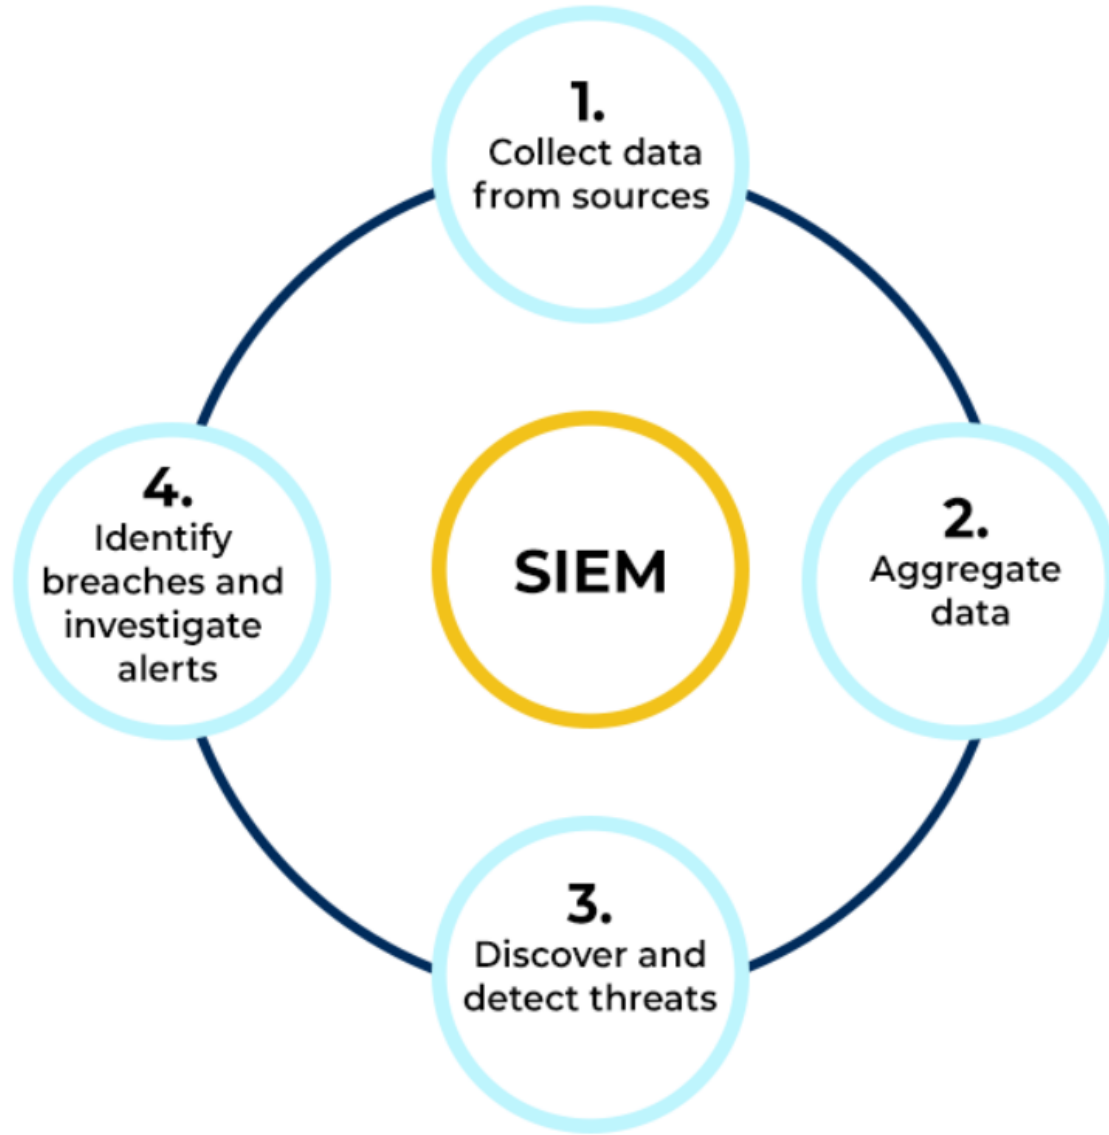 1.
Collect data
from sources
2.
Aggregate
data
3.
Discover and
detect threats
4.
Identify
breaches and
investigate
alerts
SIEM